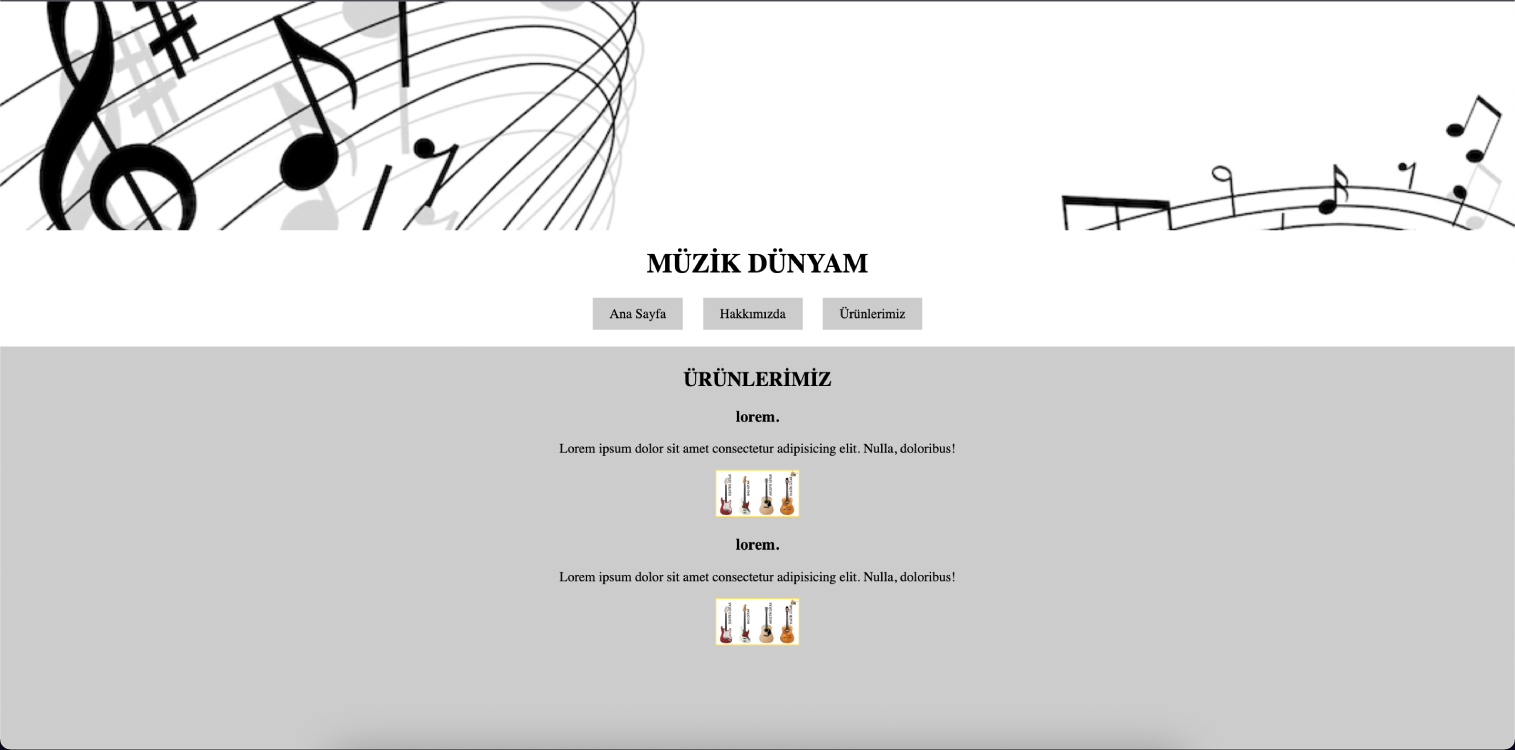 MÜZİK DÜNYAM
Ana Sayfa Hakkımızda Ürünlerimiz
ÜRÜNLERİMİZ
lorem.
Lorem ipsum dolor sit amet consectetur adipisicing elit. Nulla, doloribus!
lorem.
Lorem ipsum dolor sit amet consectetur adipisicing elit. Nulla, doloribus!